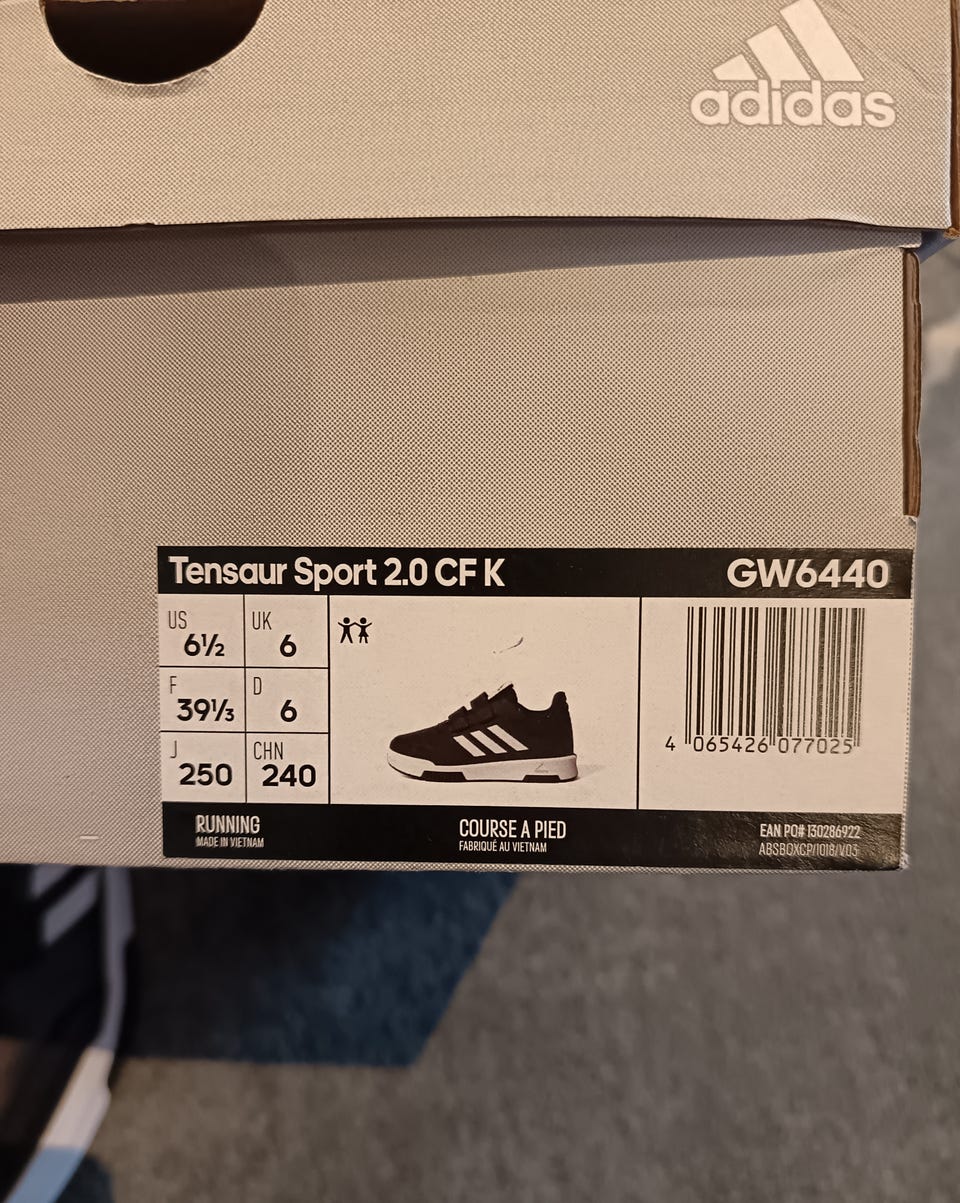 adidas
Tensaur Sport 2.0 CF K
GW6440
US
6½
UK
6
F
39⅓
D
6
J
250
CHN
240
4 065426 077025
RUNNING
MADE IN VIETNAM
COURSE A PIED
FABRIQUÉ AU VIETNAM
EAN PO# 130286922
ABSBOXCP/1018/V03